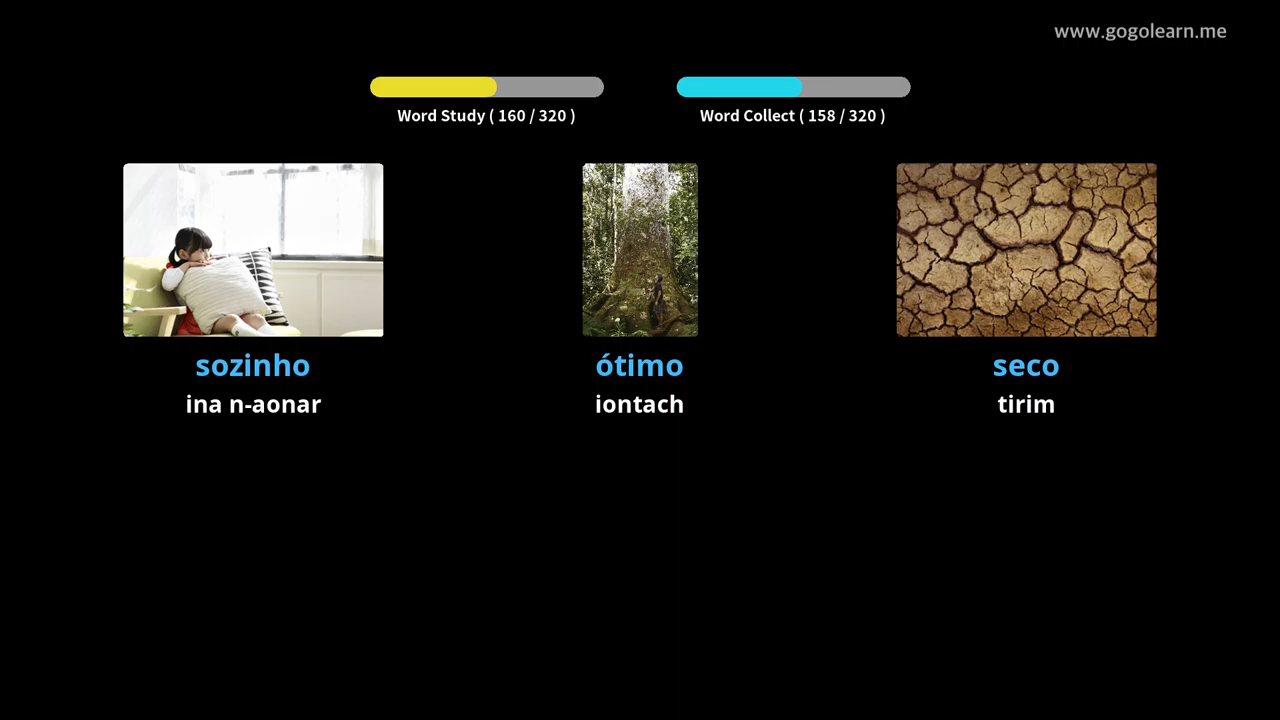 www.gogolearn.me
Word Study ( 160 / 320 )
Word Collect ( 158 / 320 )
sozinho
ina n-aonar
ótimo
iontach
seco
tirim